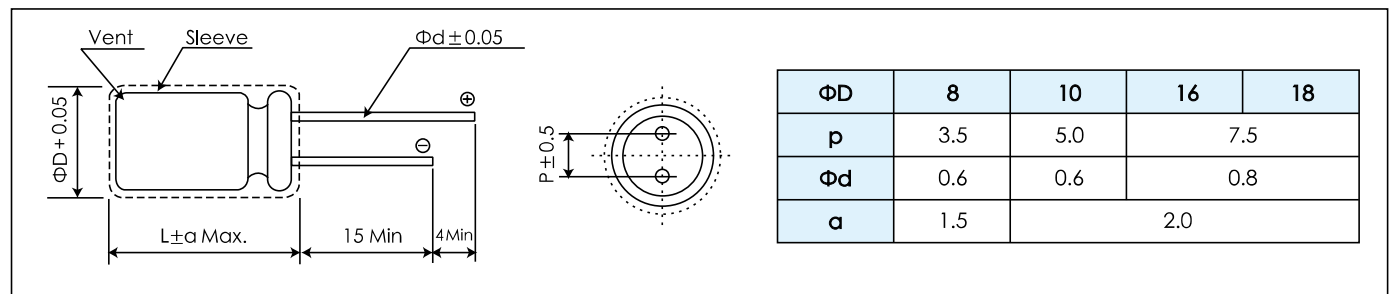 Vent Sleeve Φd±0.05
ΦD+0.05
⊕
⊖
L±a Max. 15 Min 4Min
P±0.5
ΦD 8 10 16 18
p 3.5 5.0 7.5
Φd 0.6 0.6 0.8
a 1.5 2.0